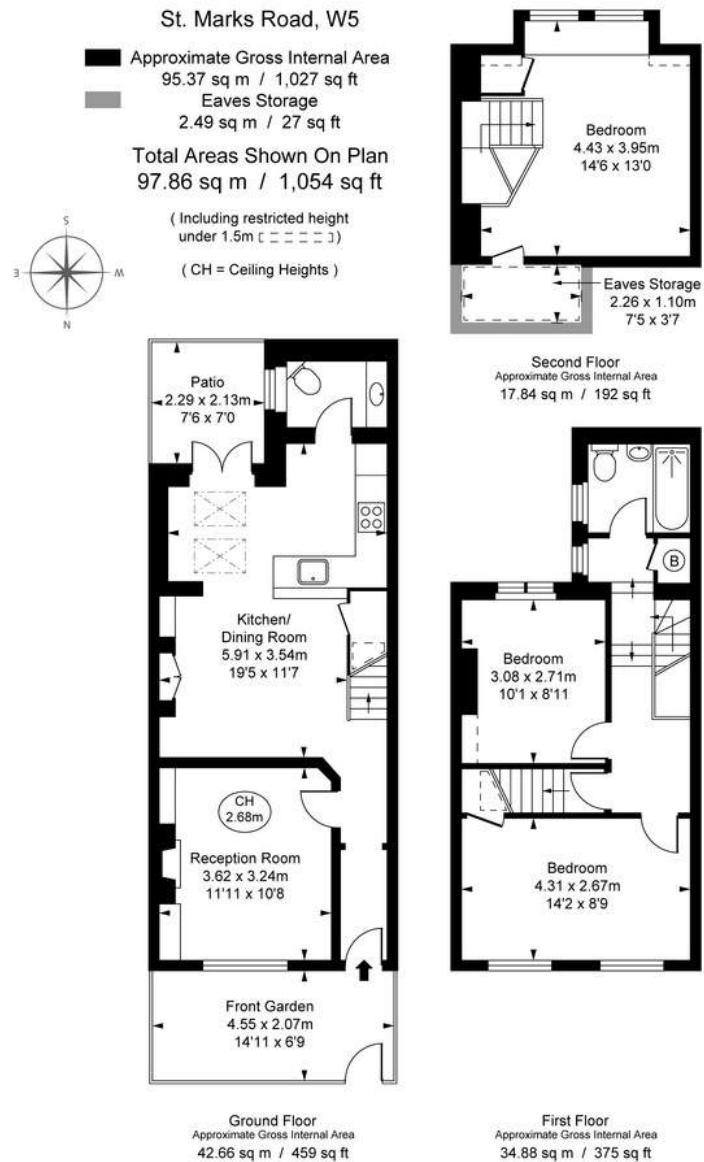 St. Marks Road, W5
Approximate Gross Internal Area
95.37 sq m / 1,027 sq ft
Eaves Storage
2.49 sq m / 27 sq ft
Total Areas Shown On Plan
97.86 sq m / 1,054 sq ft
( Including restricted height
under 1.5m )
( CH = Ceiling Heights )
S
E
W
N
Bedroom
4.43 x 3.95m
14'6 x 13'0
Eaves Storage
2.26 x 1.10m
7'5 x 3'7
Second Floor
Approximate Gross Internal Area
17.84 sq m / 192 sq ft
Patio
2.29 x 2.13m
7'6 x 7'0
Kitchen/
Dining Room
5.91 x 3.54m
19'5 x 11'7
CH
2.68m
Reception Room
3.62 x 3.24m
11'11 x 10'8
Front Garden
4.55 x 2.07m
14'11 x 6'9
Ground Floor
Approximate Gross Internal Area
42.66 sq m / 459 sq ft
B
Bedroom
3.08 x 2.71m
10'1 x 8'11
Bedroom
4.31 x 2.67m
14'2 x 8'9
First Floor
Approximate Gross Internal Area
34.88 sq m / 375 sq ft